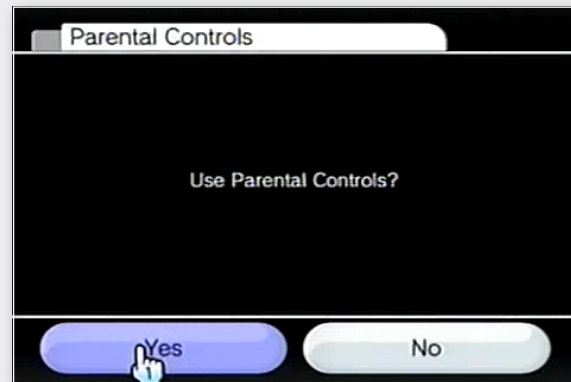 Parental Controls
Use Parental Controls?
Yes
No